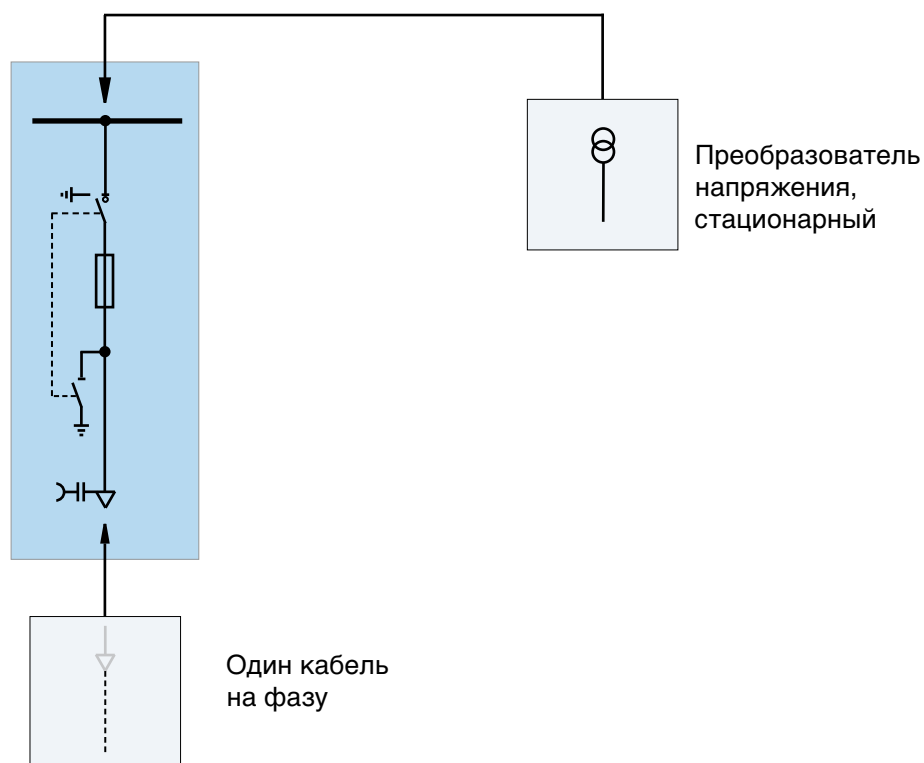 Преобразователь
напряжения,
стационарный
Один кабель
на фазу